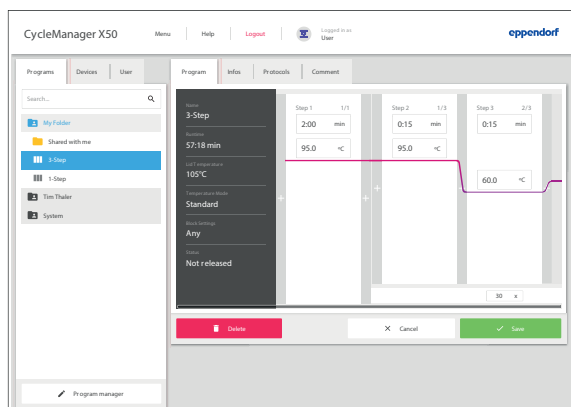 CycleManager X50
Menu
Help
Logout
Logged in as
User
eppendorf
Programs
Devices
User
Search...
My Folder
Shared with me
3-Step
1-Step
Tim Thaler
System
Program manager
Program
Infos
Protocols
Comment
Name
3-Step
Runtime
57:18 min
Lid Temperature
105°C
Temperature Mode
Standard
Block Settings
Any
Status
Not released
Step 1 1/1
2:00 min
95.0 °C
Step 2 1/3
0:15 min
95.0 °C
Step 3 2/3
0:15 min
60.0 °C
30 x
Delete
Cancel
Save